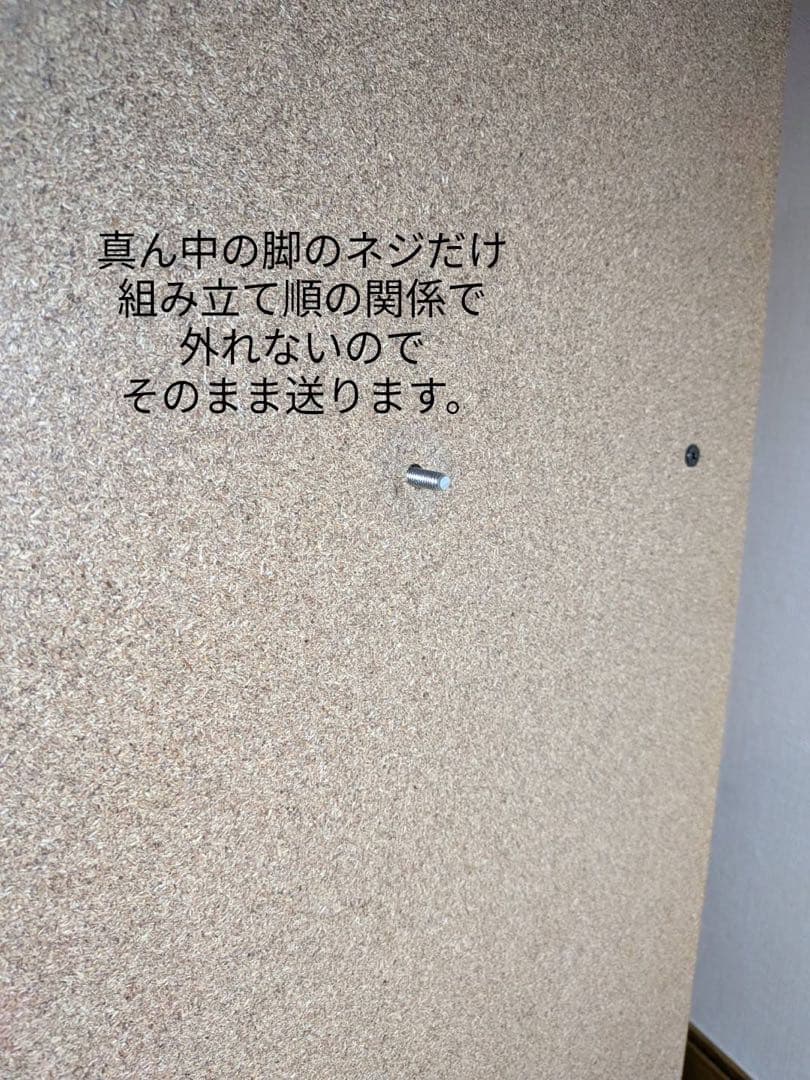 真ん中の脚のネジだけ
組み立て順の関係で
外れないので
そのまま送ります。